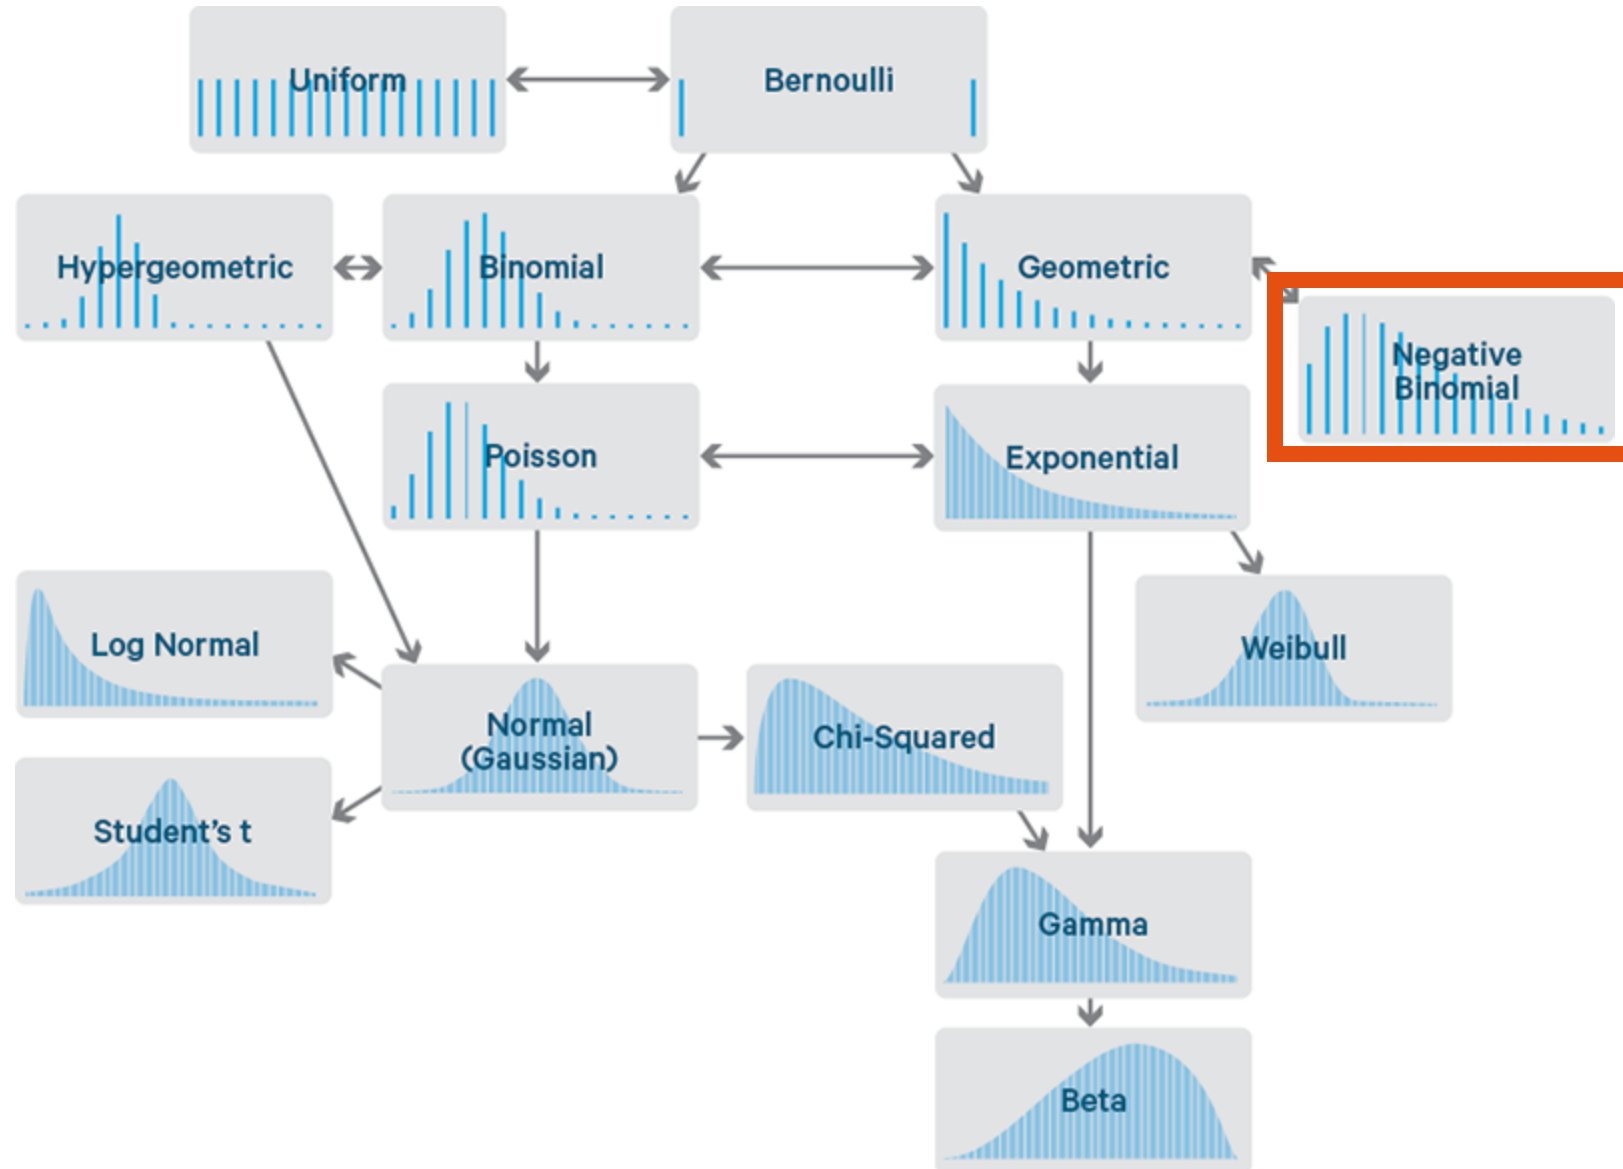 Uniform
Bernoulli
Hypergeometric
Binomial
Geometric
Negative
Binomial
Poisson
Exponential
Log Normal
Weibull
Normal
(Gaussian)
Chi-Squared
Student’s t
Gamma
Beta